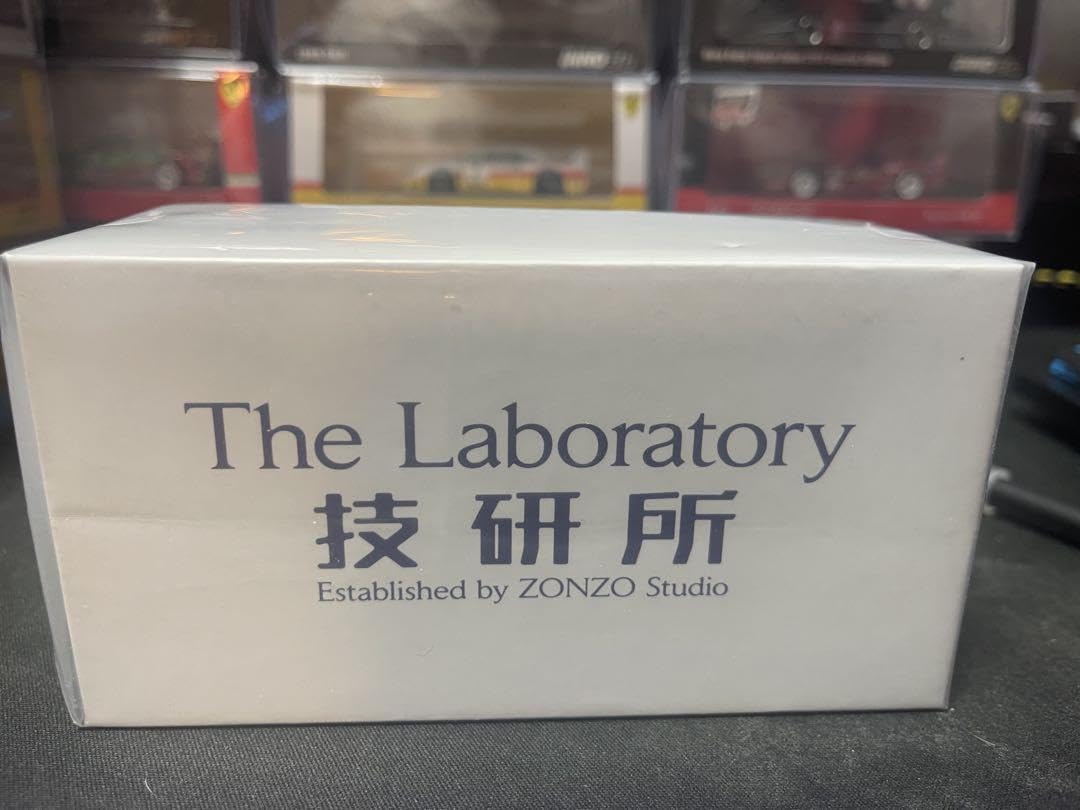 The Laboratory
技研所
Established by ZONZO Studio